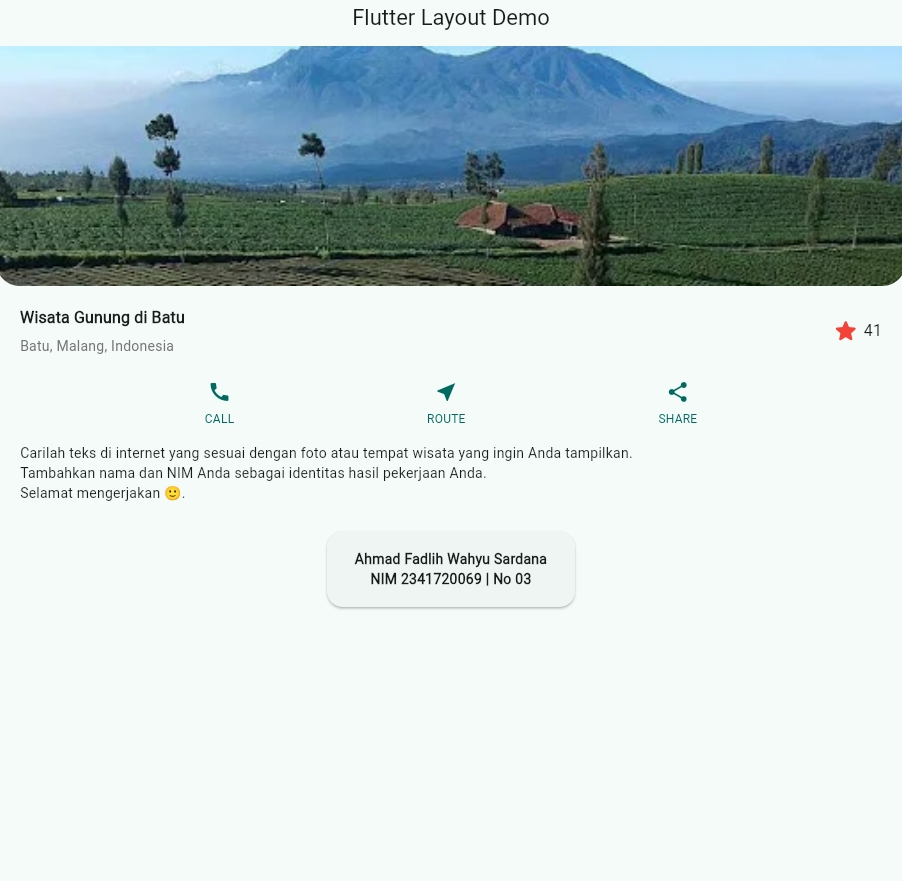 Flutter Layout Demo
Wisata Gunung di Batu
Batu, Malang, Indonesia
41
CALL
ROUTE
SHARE
Carilah teks di internet yang sesuai dengan foto atau tempat wisata yang ingin Anda tampilkan.
Tambahkan nama dan NIM Anda sebagai identitas hasil pekerjaan Anda.
Selamat mengerjakan 🙂.
Ahmad Fadlih Wahyu Sardana
NIM 2341720069 | No 03